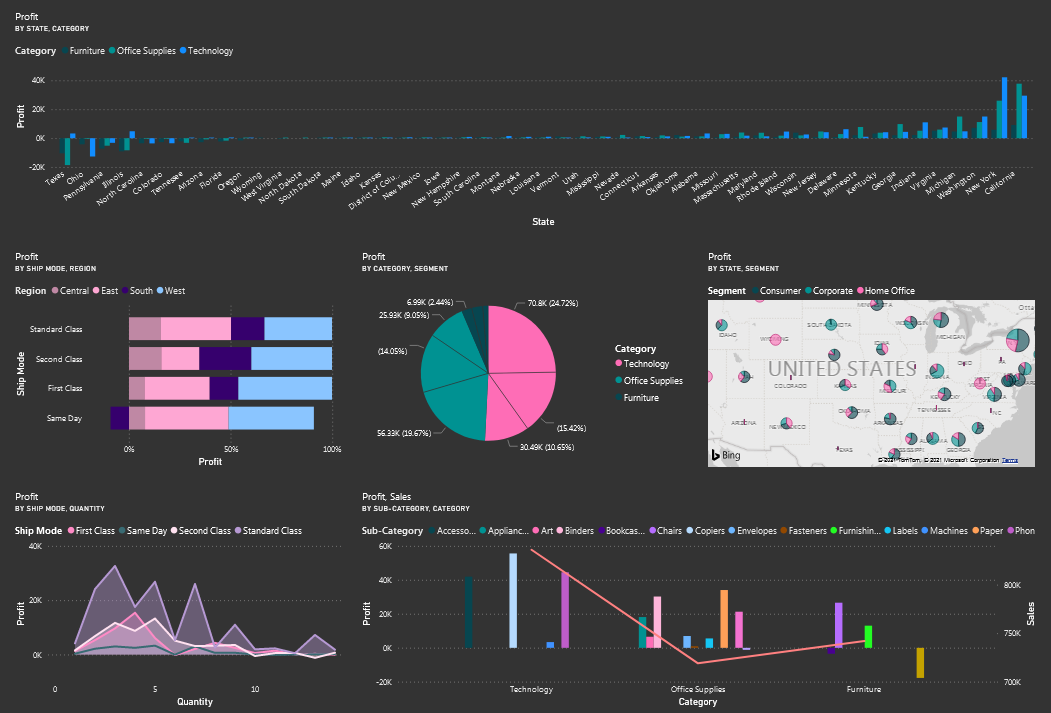 Profit
BY STATE, CATEGORY
Category Furniture Office Supplies Technology
40K
20K
0K
-20K
Profit
Texas
Ohio
Pennsylvania
Illinois
North Carolina
Colorado
Tennessee
Arizona
Florida
Oregon
Wyoming
West Virginia
North Dakota
South Dakota
Maine
Idaho
Kansas
District of Colu...
New Mexico
Iowa
New Hampshire
South Carolina
Montana
Nebraska
Louisiana
Vermont
Utah
Mississippi
Nevada
Connecticut
Arkansas
Oklahoma
Alabama
Missouri
Massachusetts
Maryland
Rhode Island
Wisconsin
New Jersey
Delaware
Minnesota
Kentucky
Georgia
Indiana
Virginia
Michigan
Washington
New York
California
State
Profit
BY SHIP MODE, REGION
Region Central East South West
Ship Mode
Standard Class
Second Class
First Class
Same Day
0% 50% 100%
Profit
Profit
BY CATEGORY, SEGMENT
6.99K (2.44%)
25.93K (9.05%)
(14.05%)
56.33K (19.67%)
70.8K (24.72%)
(15.42%)
30.49K (10.65%)
Category
Technology
Office Supplies
Furniture
Profit
BY STATE, SEGMENT
Segment Consumer Corporate Home Office
MICHIGAN
IDAHO
IOWA
UNITED STATES
COLORADO
TENNESSEE
NC
TEXAS
GEORGIA
Bing
© 2021 TomTom, © 2021 Microsoft Corporation Terms
Profit
BY SHIP MODE, QUANTITY
Ship Mode First Class Same Day Second Class Standard Class
40K
20K
0K
Profit
0 5 10
Quantity
Profit, Sales
BY SUB-CATEGORY, CATEGORY
Sub-Category Accesso... Applianc... Art Binders Bookcas... Chairs Copiers Envelopes Fasteners Furnishin... Labels Machines Paper Phon
60K
40K
20K
0K
-20K
Profit
800K
750K
700K
Sales
Technology Office Supplies Furniture
Category